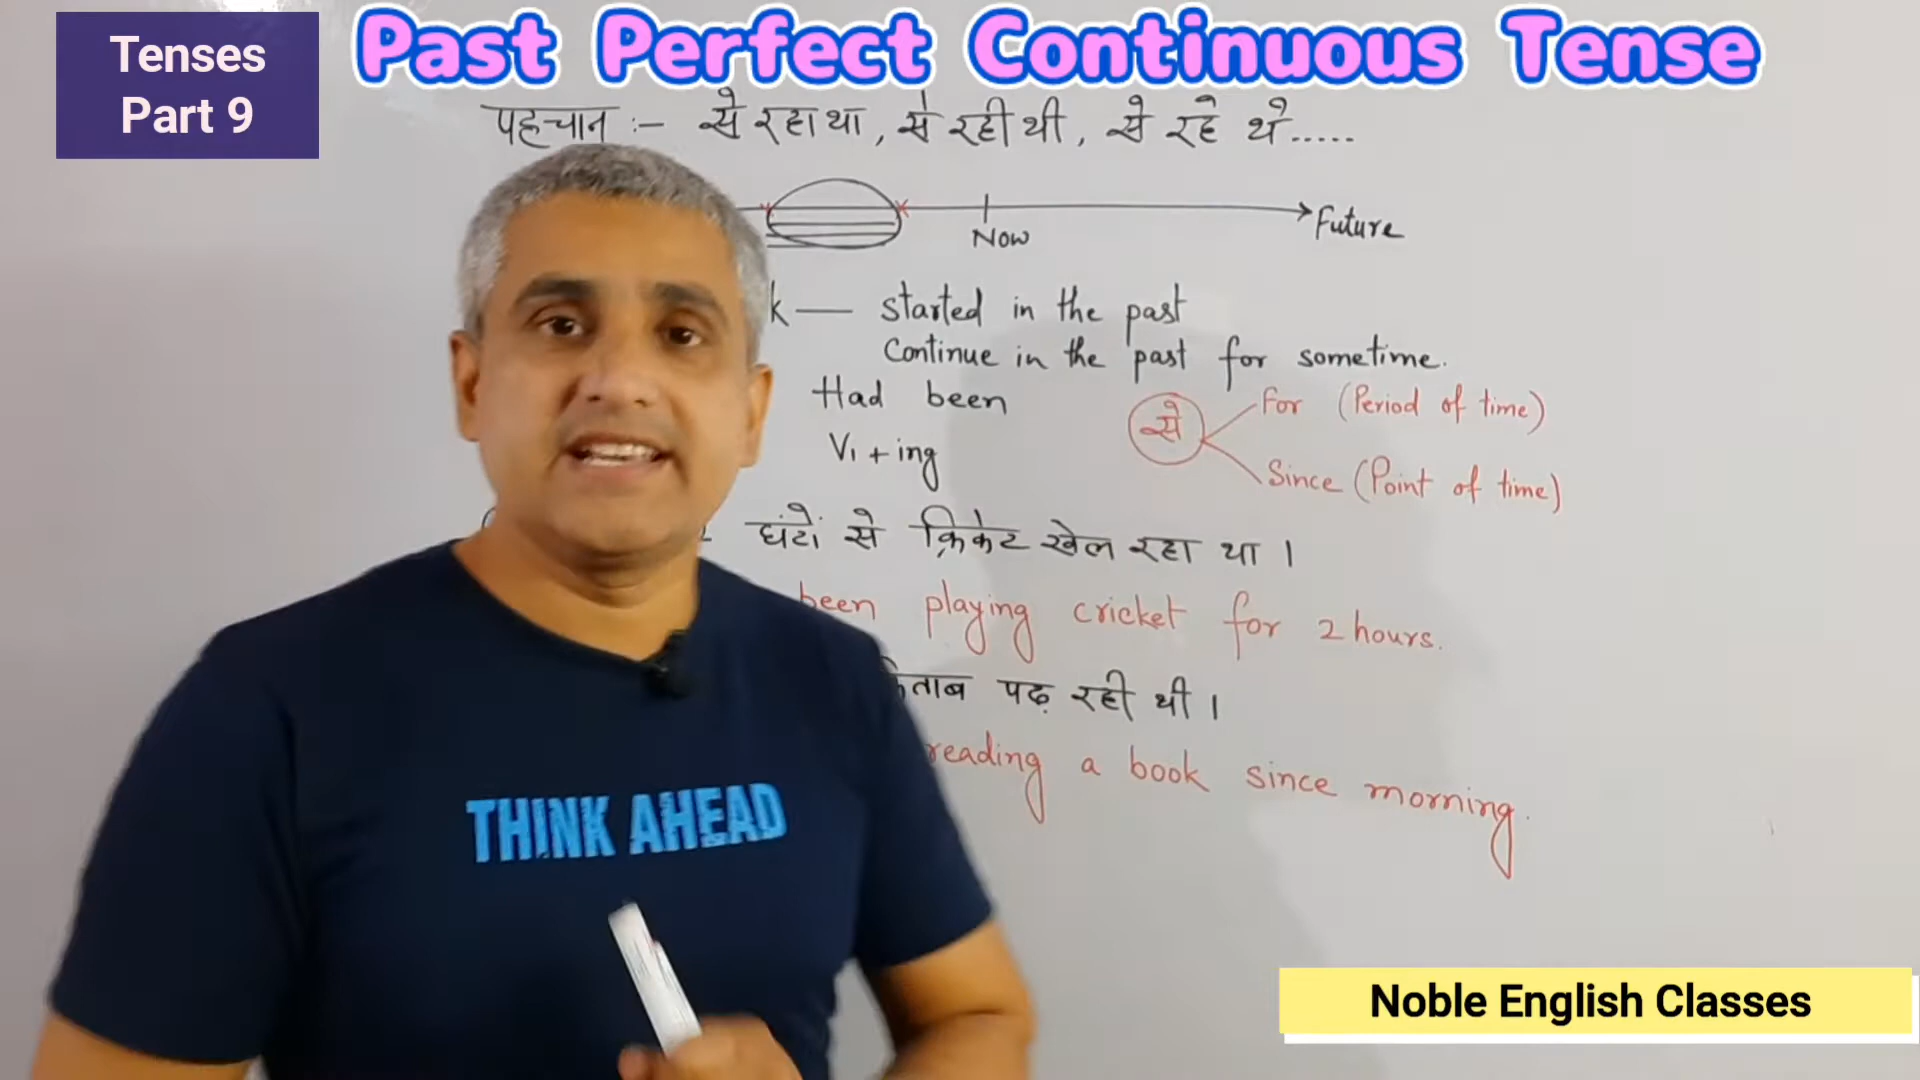 Tenses
Part 9
Past Perfect Continuous Tense
पहचान :- से रहा था, से रही थी, से रहे थे.....
Now
Future
k — started in the past
Continue in the past for sometime.
Had been
V1 + ing
से
For (Period of time)
Since (Point of time)
घंटों से क्रिकेट खेल रहा था।
been playing cricket for 2 hours.
किताब पढ़ रही थी।
reading a book since morning.
THINK AHEAD
Noble English Classes